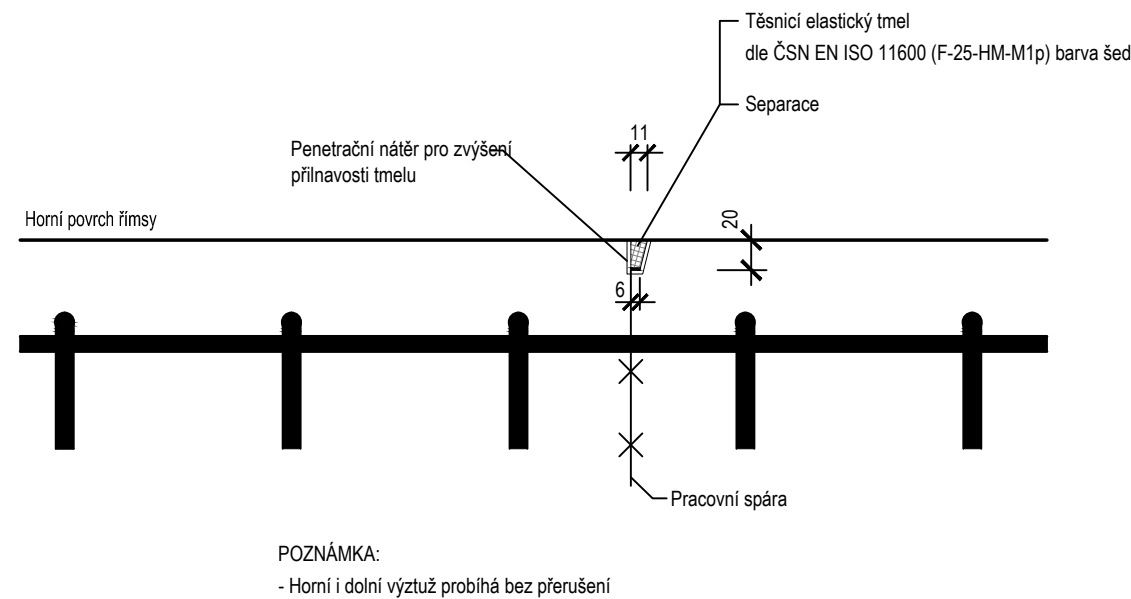 Těsnicí elastický tmel
dle ČSN EN ISO 11600 (F-25-HM-M1p) barva šed
Separace
11
Penetrační nátěr pro zvýšení
přilnavosti tmelu
Horní povrch římsy
20
6
Pracovní spára
POZNÁMKA:
- Horní i dolní výztuž probíhá bez přerušení